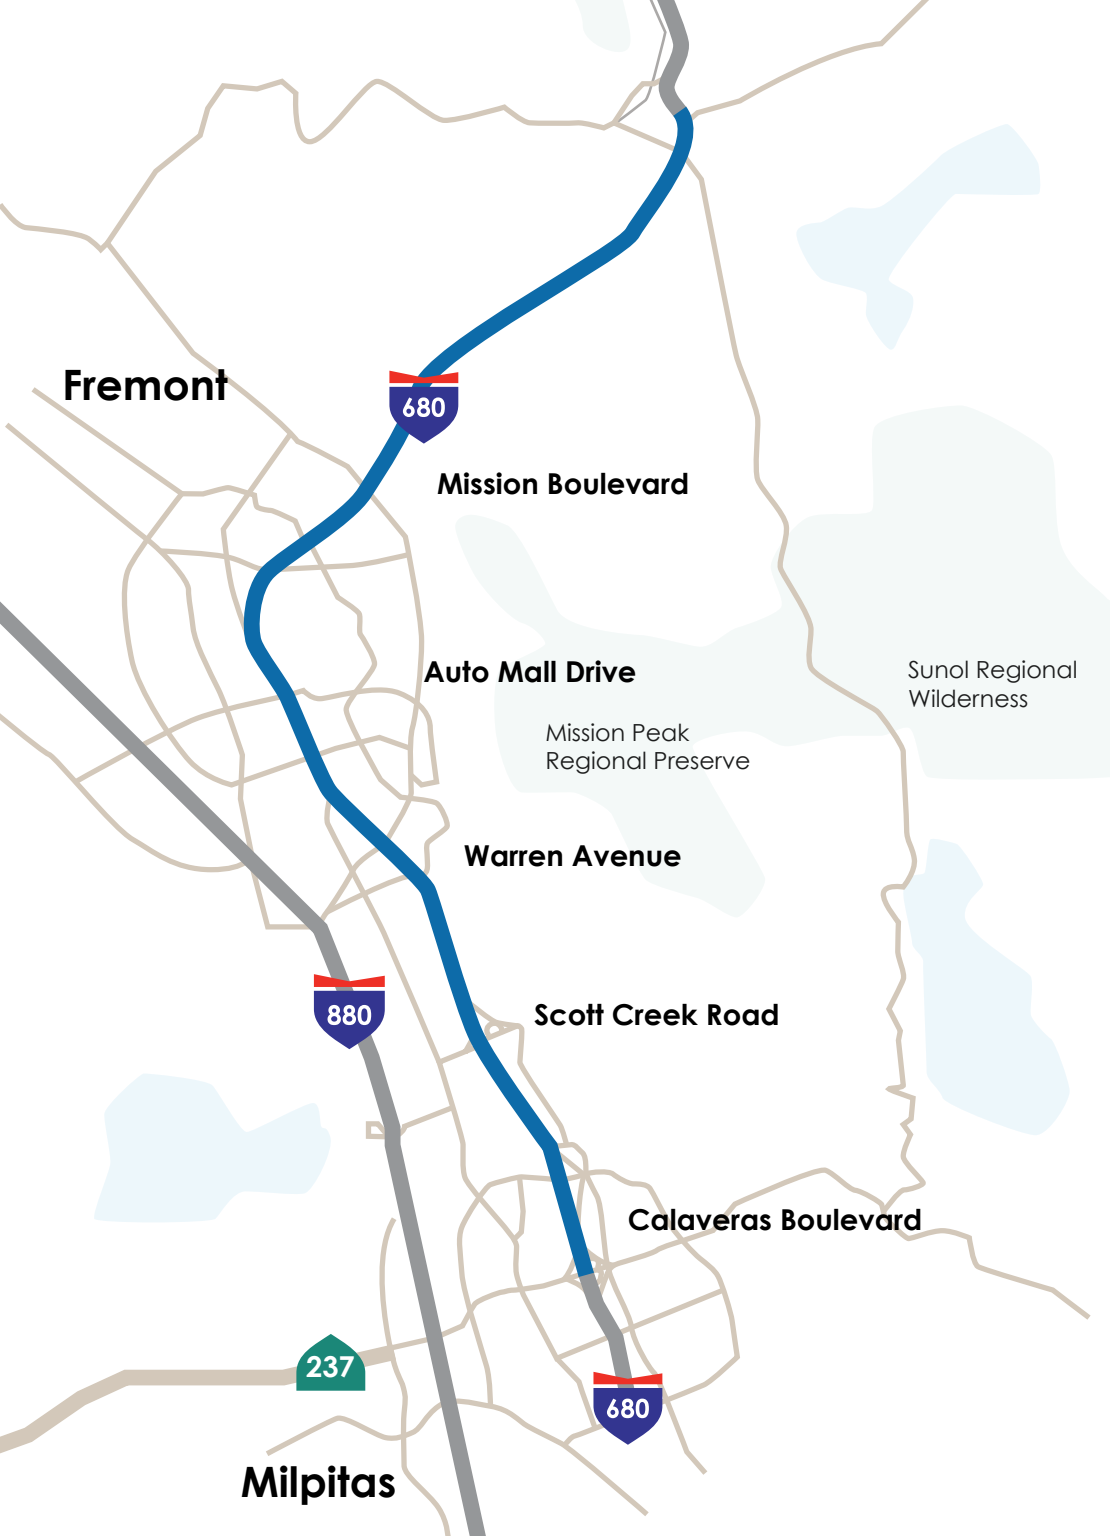 Fremont
680
Mission Boulevard
Auto Mall Drive
Sunol Regional
Wilderness
Mission Peak
Regional Preserve
Warren Avenue
880
Scott Creek Road
Calaveras Boulevard
237
680
Milpitas